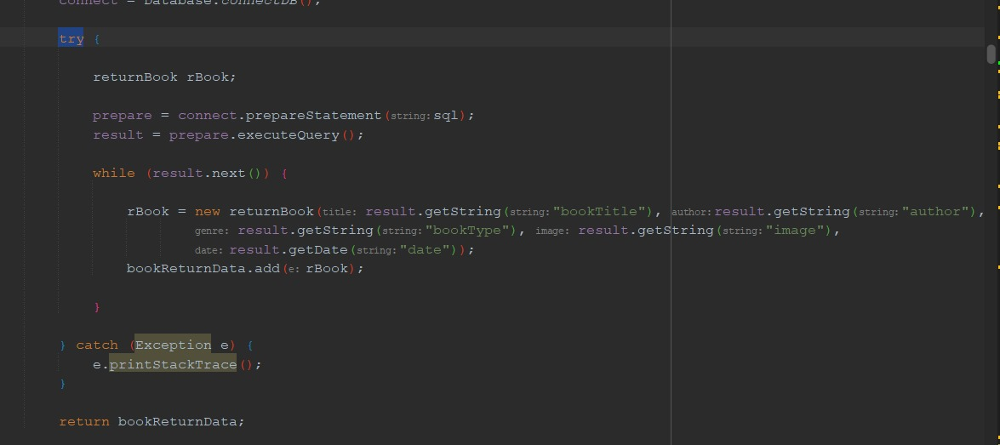 connect = Database.connectDB();
try {
returnBook rBook;
prepare = connect.prepareStatement(string: sql);
result = prepare.executeQuery();
while (result.next()) {
rBook = new returnBook(title: result.getString(string: "bookTitle"), author: result.getString(string: "author"),
genre: result.getString(string: "bookType"), image: result.getString(string: "image"),
date: result.getDate(string: "date"));
bookReturnData.add(e: rBook);
}
} catch (Exception e) {
e.printStackTrace();
}
return bookReturnData;